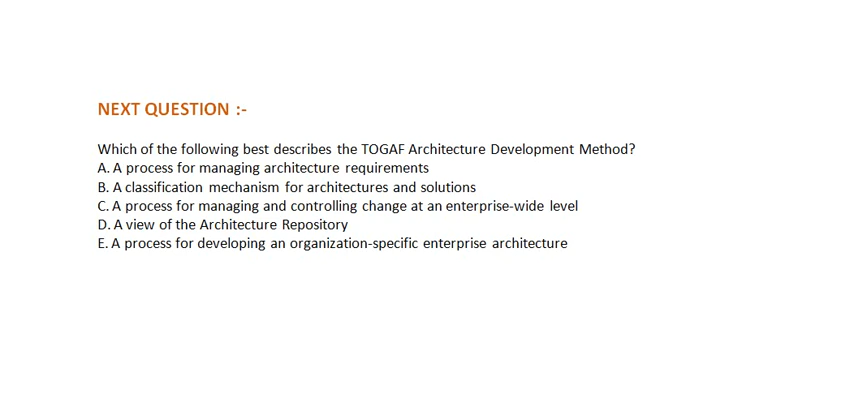 NEXT QUESTION :-
Which of the following best describes the TOGAF Architecture Development Method?
A. A process for managing architecture requirements
B. A classification mechanism for architectures and solutions
C. A process for managing and controlling change at an enterprise-wide level
D. A view of the Architecture Repository
E. A process for developing an organization-specific enterprise architecture